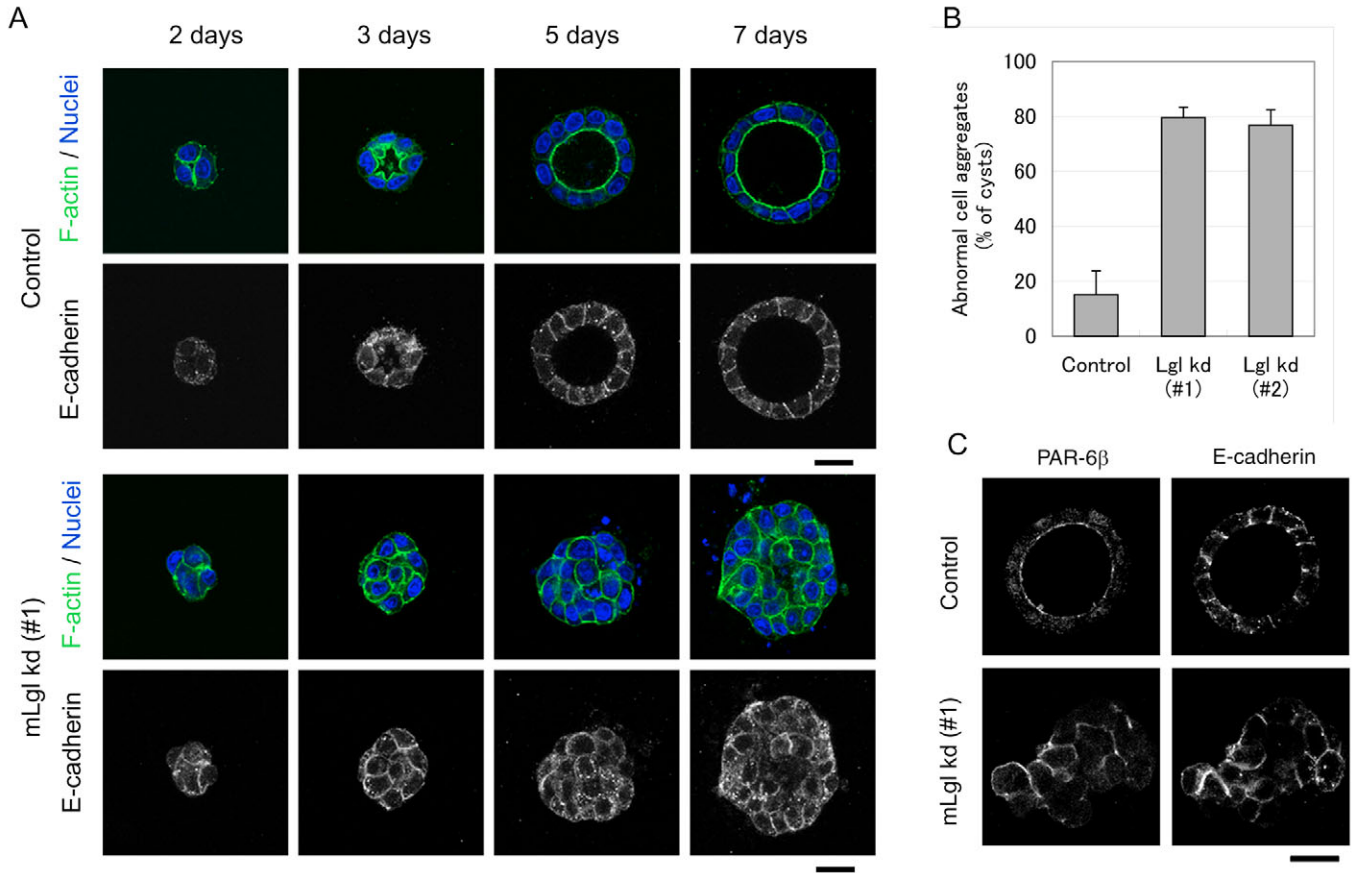 A
2 days 3 days 5 days 7 days
Control
F-actin / Nuclei
E-cadherin
mLgl kd (#1)
F-actin / Nuclei
E-cadherin
B
Abnormal cell aggregates
(% of cysts)
100
80
60
40
20
0
Control Lgl kd Lgl kd
(#1) (#2)
C
PAR-6β E-cadherin
Control
mLgl kd (#1)